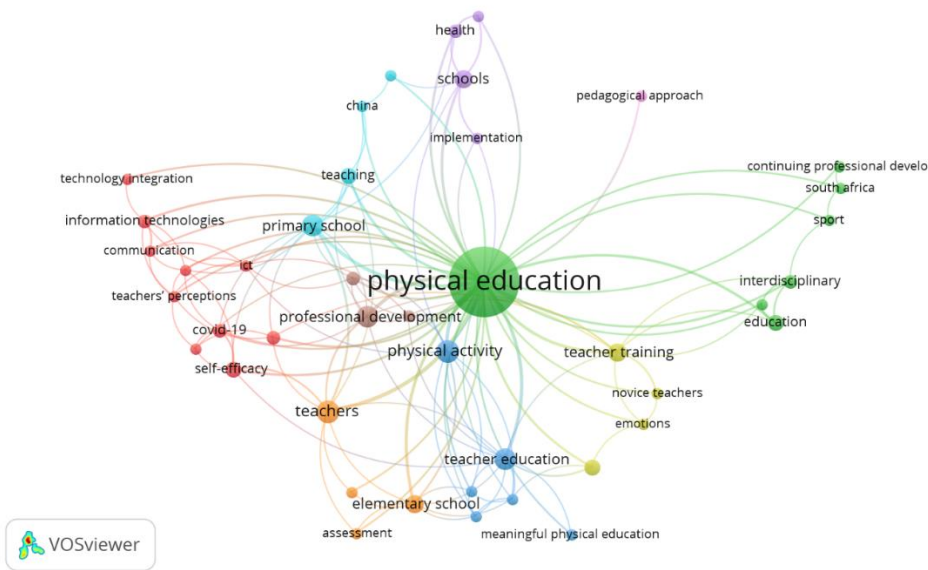 health
schools
pedagogical approach
china
implementation
continuing professional develo
technology integration
teaching
south africa
information technologies
primary school
sport
communication
ict
physical education
interdisciplinary
teachers' perceptions
professional development
education
covid-19
physical activity
teacher training
self-efficacy
novice teachers
teachers
emotions
teacher education
elementary school
assessment
meaningful physical education
VOSviewer